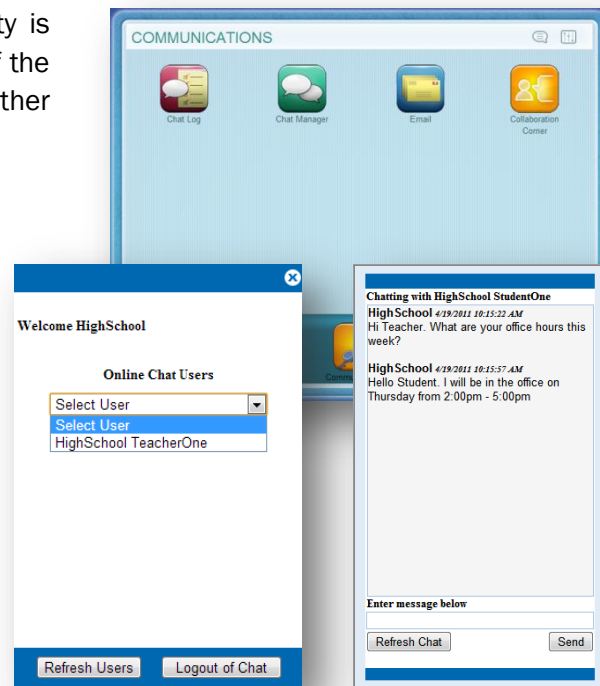 ty is
f the
ther
COMMUNICATIONS
Chat Log
Chat Manager
Email
Collaboration
Corner
Welcome HighSchool
Online Chat Users
Select User
Select User
HighSchool TeacherOne
Refresh Users
Logout of Chat
Chatting with HighSchool StudentOne
HighSchool 4/19/2011 10:15:22 AM
Hi Teacher. What are your office hours this
week?
HighSchool 4/19/2011 10:15:57 AM
Hello Student. I will be in the office on
Thursday from 2:00pm - 5:00pm
Enter message below
Refresh Chat
Send